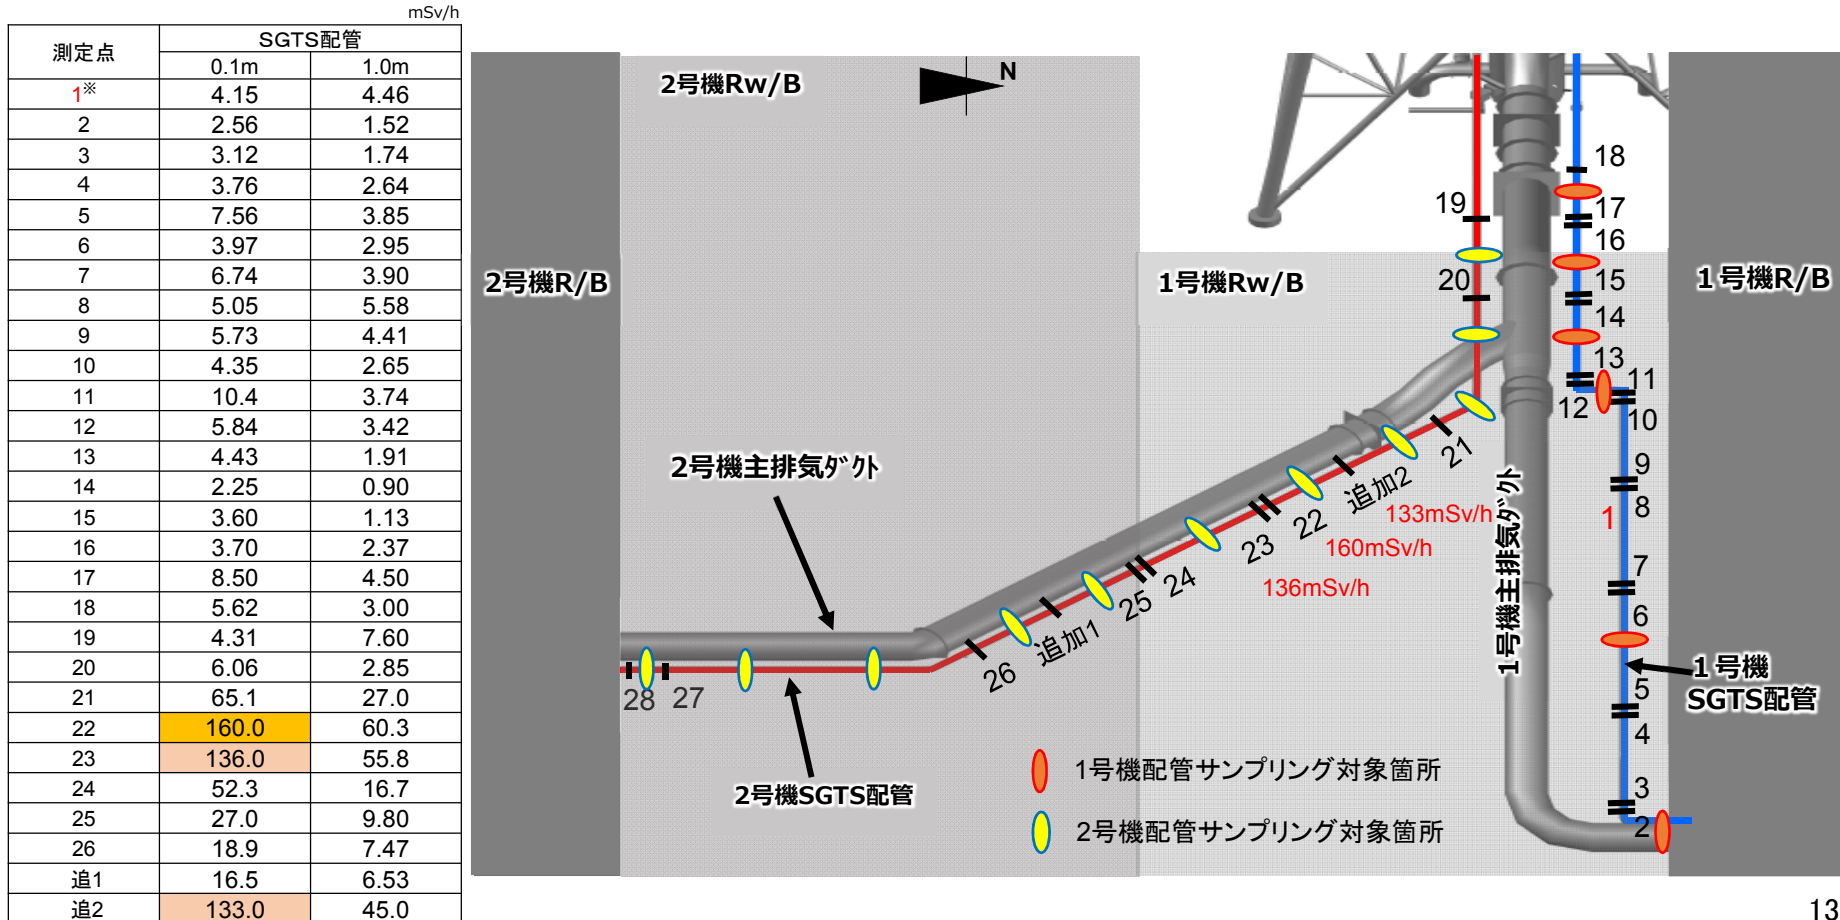 mSv/h
測定点 SGTS配管
0.1m 1.0m
1※ 4.15 4.46
2 2.56 1.52
3 3.12 1.74
4 3.76 2.64
5 7.56 3.85
6 3.97 2.95
7 6.74 3.90
8 5.05 5.58
9 5.73 4.41
10 4.35 2.65
11 10.4 3.74
12 5.84 3.42
13 4.43 1.91
14 2.25 0.90
15 3.60 1.13
16 3.70 2.37
17 8.50 4.50
18 5.62 3.00
19 4.31 7.60
20 6.06 2.85
21 65.1 27.0
22 160.0 60.3
23 136.0 55.8
24 52.3 16.7
25 27.0 9.80
26 18.9 7.47
追1 16.5 6.53
追2 133.0 45.0
2号機R/B
2号機Rw/B
N
1号機Rw/B
1号機R/B
18
17
16
15
14
13
12
11
10
9
8
1
7
6
5
4
3
2
19
20
21
追加2
22
23
24
25
追加1
26
27
28
133mSv/h
160mSv/h
136mSv/h
2号機主排気ダクト
1号機主排気ダクト
2号機SGTS配管
1号機
SGTS配管
1号機配管サンプリング対象箇所
2号機配管サンプリング対象箇所
13